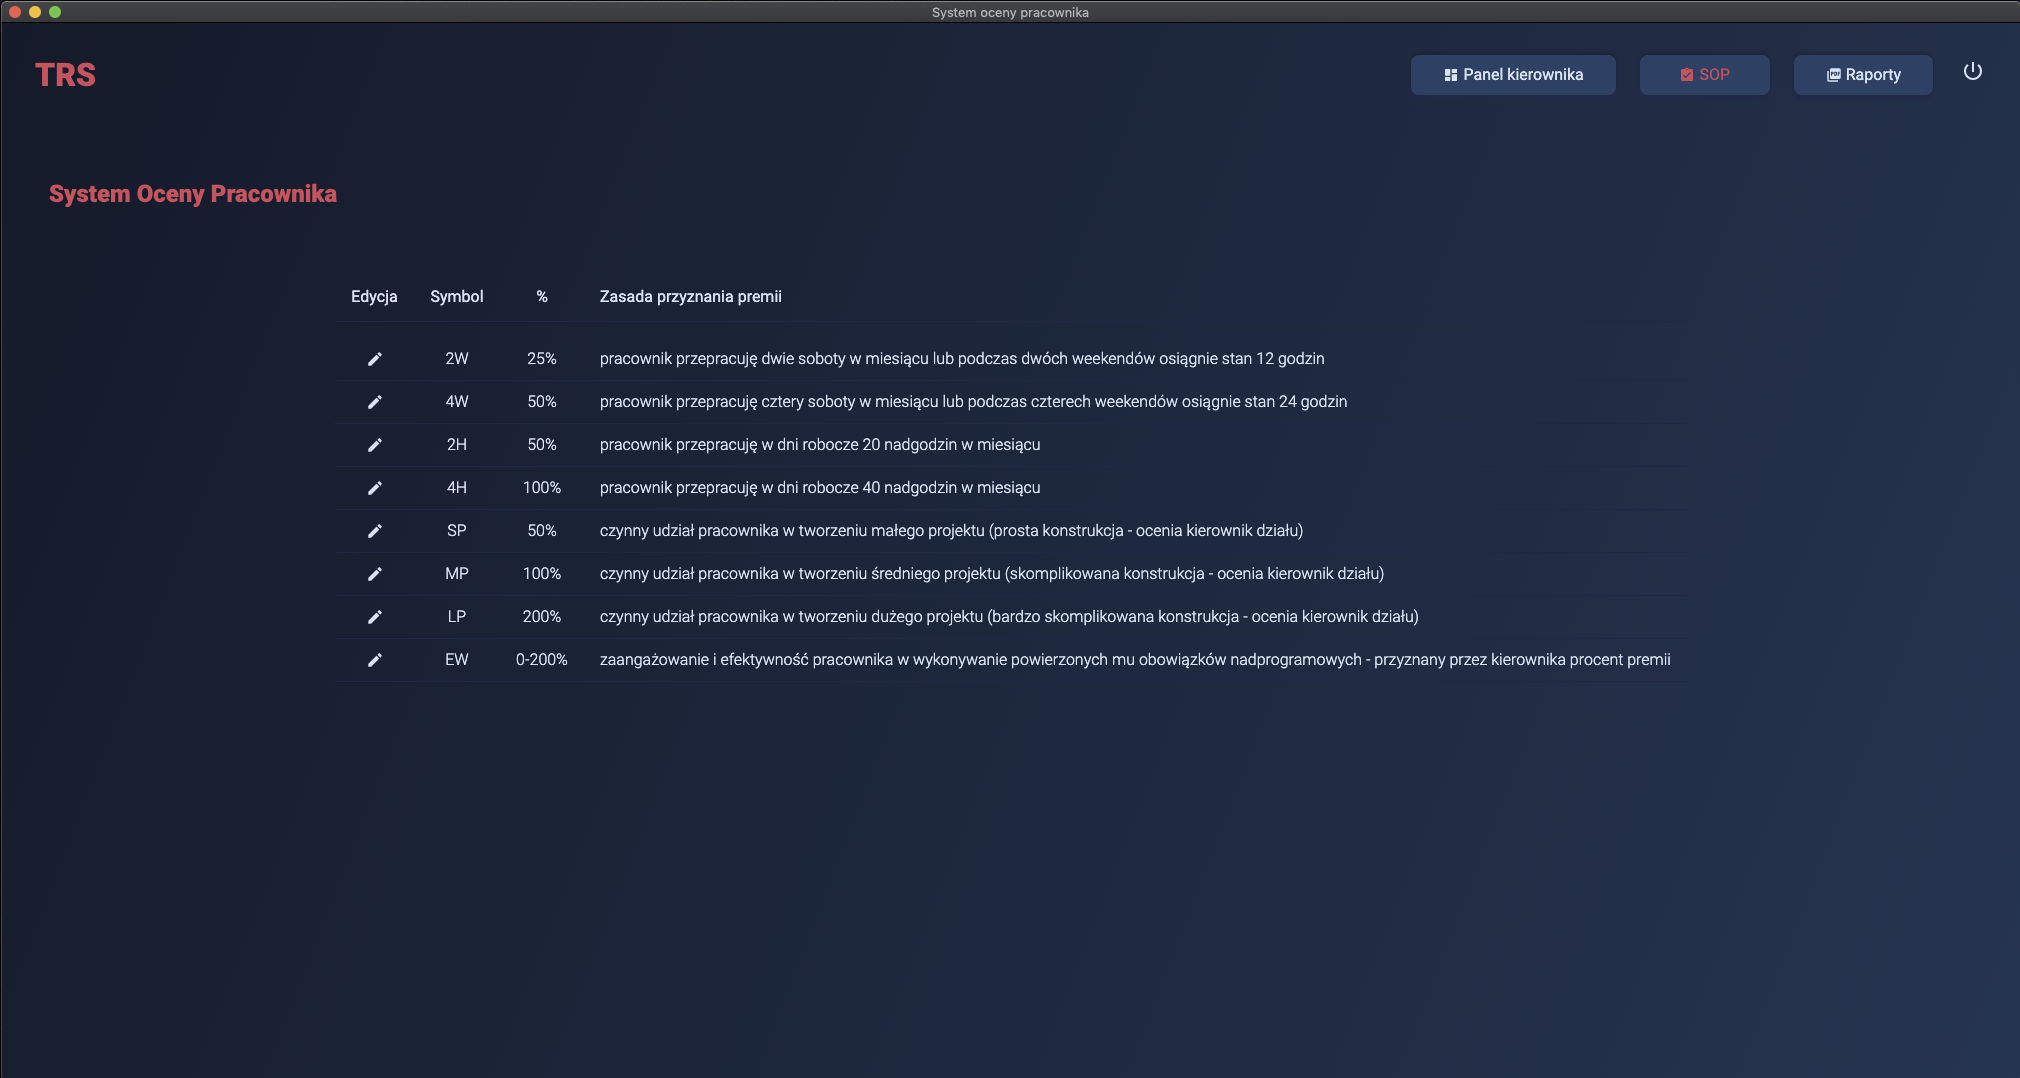 System oceny pracownika
TRS
Panel kierownika
SOP
Raporty
System Oceny Pracownika
Edycja Symbol % Zasada przyznania premii
2W 25% pracownik przepracuję dwie soboty w miesiącu lub podczas dwóch weekendów osiągnie stan 12 godzin
4W 50% pracownik przepracuję cztery soboty w miesiącu lub podczas czterech weekendów osiągnie stan 24 godzin
2H 50% pracownik przepracuję w dni robocze 20 nadgodzin w miesiącu
4H 100% pracownik przepracuję w dni robocze 40 nadgodzin w miesiącu
SP 50% czynny udział pracownika w tworzeniu małego projektu (prosta konstrukcja - ocenia kierownik działu)
MP 100% czynny udział pracownika w tworzeniu średniego projektu (skomplikowana konstrukcja - ocenia kierownik działu)
LP 200% czynny udział pracownika w tworzeniu dużego projektu (bardzo skomplikowana konstrukcja - ocenia kierownik działu)
EW 0-200% zaangażowanie i efektywność pracownika w wykonywanie powierzonych mu obowiązków nadprogramowych - przyznany przez kierownika procent premii